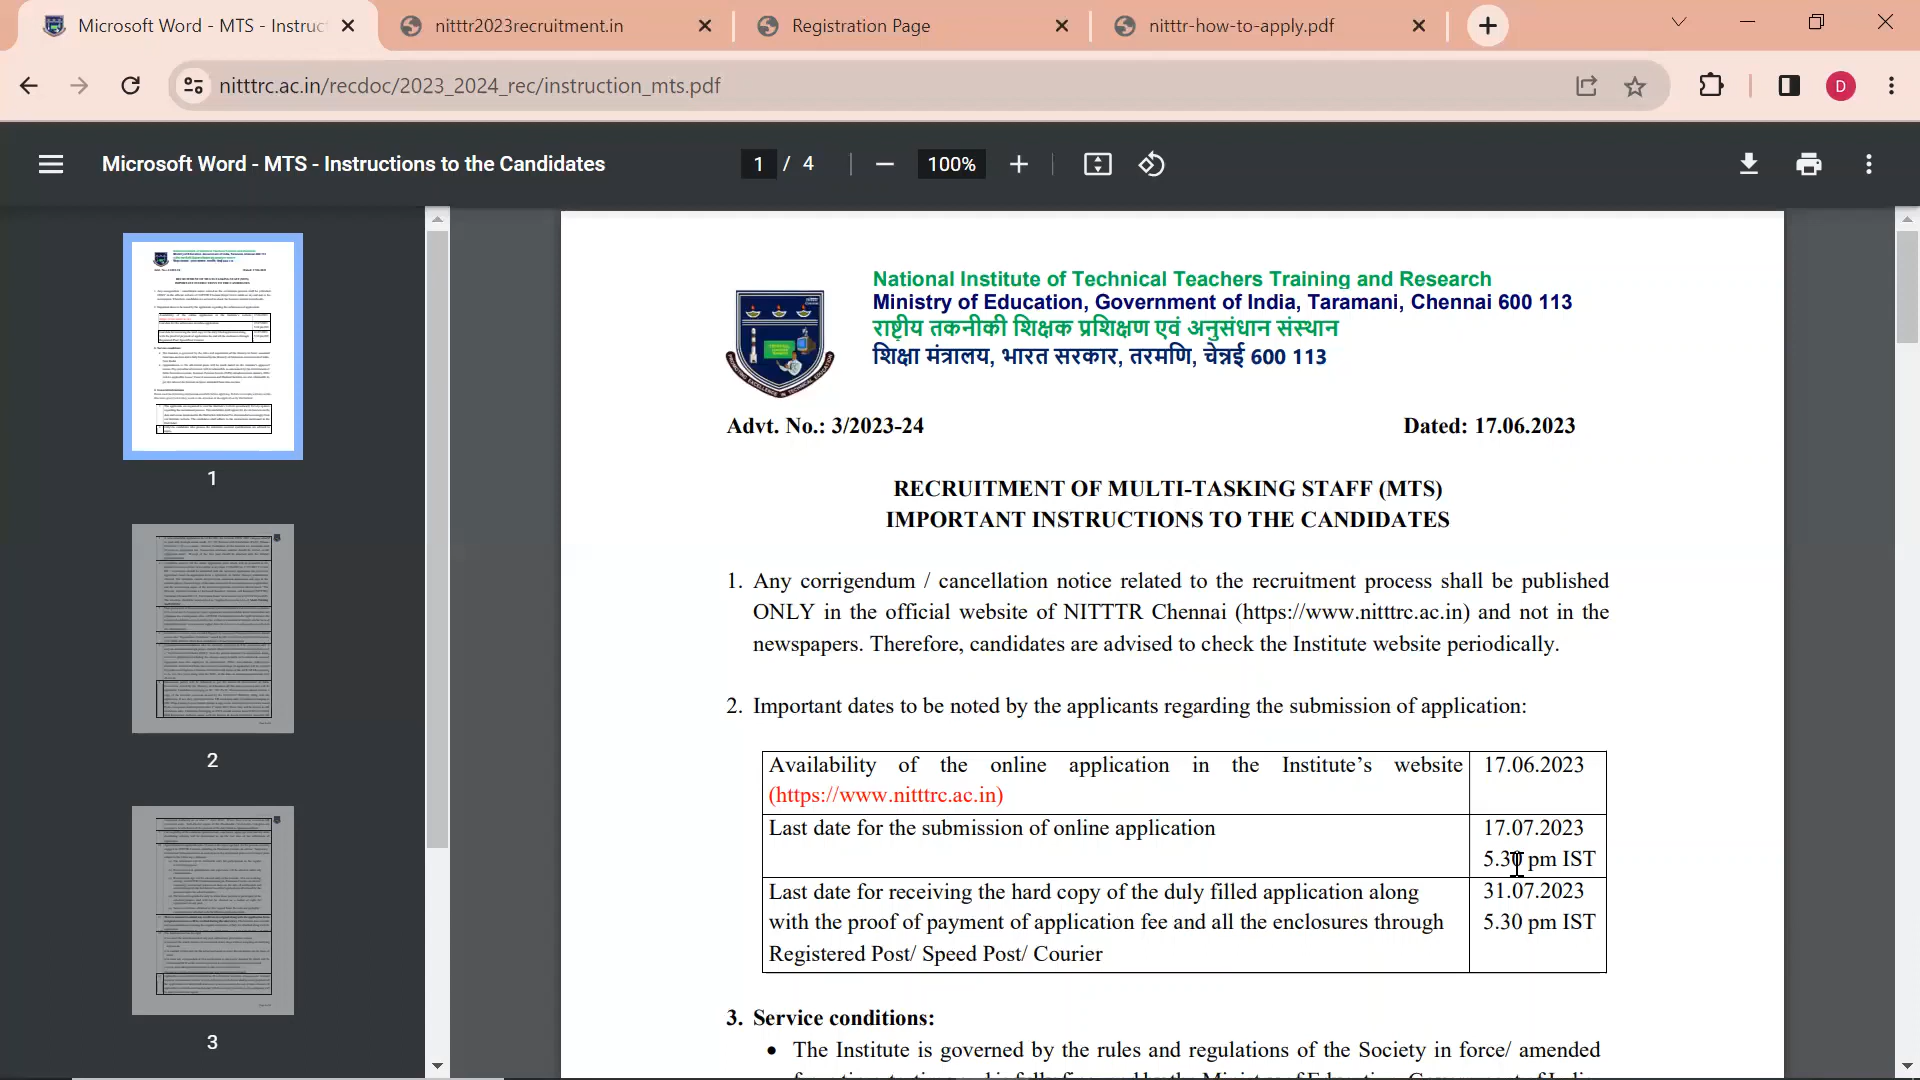 Microsoft Word - MTS - Instruc
nitttr2023recruitment.in
Registration Page
nitttr-how-to-apply.pdf
nitttrc.ac.in/recdoc/2023_2024_rec/instruction_mts.pdf
D
Microsoft Word - MTS - Instructions to the Candidates
1 / 4
100%
1
2
3
National Institute of Technical Teachers Training and Research
Ministry of Education, Government of India, Taramani, Chennai 600 113
राष्ट्रीय तकनीकी शिक्षक प्रशिक्षण एवं अनुसंधान संस्थान
शिक्षा मंत्रालय, भारत सरकार, तरमणि, चेन्नई 600 113
Advt. No.: 3/2023-24 Dated: 17.06.2023
RECRUITMENT OF MULTI-TASKING STAFF (MTS)
IMPORTANT INSTRUCTIONS TO THE CANDIDATES
1. Any corrigendum / cancellation notice related to the recruitment process shall be published
ONLY in the official website of NITTTR Chennai (https://www.nitttrc.ac.in) and not in the
newspapers. Therefore, candidates are advised to check the Institute website periodically.
2. Important dates to be noted by the applicants regarding the submission of application:
Availability of the online application in the Institute's website 17.06.2023
(https://www.nitttrc.ac.in)
Last date for the submission of online application 17.07.2023
5.30 pm IST
Last date for receiving the hard copy of the duly filled application along 31.07.2023
with the proof of payment of application fee and all the enclosures through 5.30 pm IST
Registered Post/ Speed Post/ Courier
3. Service conditions:
• The Institute is governed by the rules and regulations of the Society in force/ amended